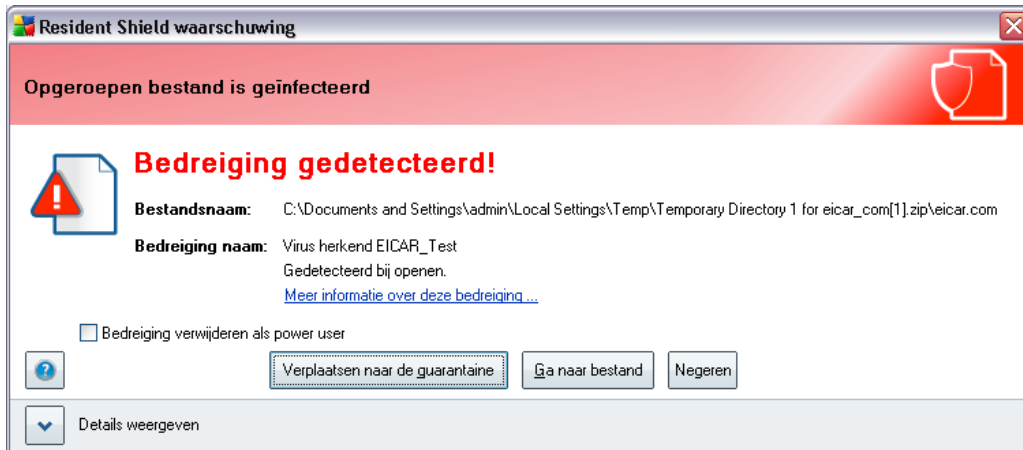 Resident Shield waarschuwing
Opgeroepen bestand is geïnfecteerd
Bedreiging gedetecteerd!
Bestandsnaam: C:\Documents and Settings\admin\Local Settings\Temp\Temporary Directory 1 for eicar_com[1].zip\eicar.com
Bedreiging naam: Virus herkend EICAR_Test
Gedetecteerd bij openen.
Meer informatie over deze bedreiging ...
Bedreiging verwijderen als power user
Verplaatsen naar de guarantaine Ga naar bestand Negeren
Details weergeven